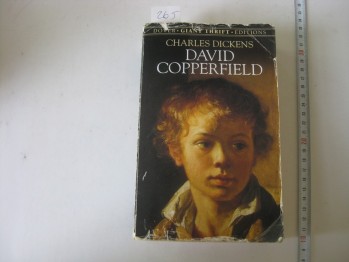 265
DOVER • GIANT THRIFT • EDITIONS
CHARLES DICKENS
DAVID
COPPERFIELD